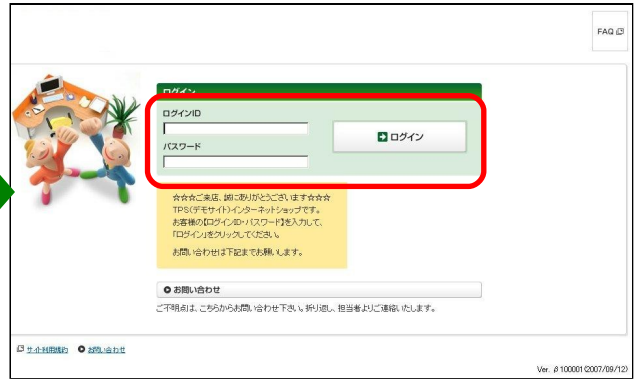 FAQ
ログイン
ログインID
パスワード
ログイン
☆☆☆ご来店、誠にありがとうございます☆☆☆
TPS(デモサイト)インターネットショップです。
お客様の【ログインID・パスワード】を入力して、
「ログイン」をクリックしてください。
お問い合わせは下記までお願いします。
お問い合わせ
ご不明点は、こちらからお問い合わせ下さい。折り返し、担当者よりご連絡いたします。
サイト利用規約 お問い合わせ
Ver. β100001(2007/09/12)